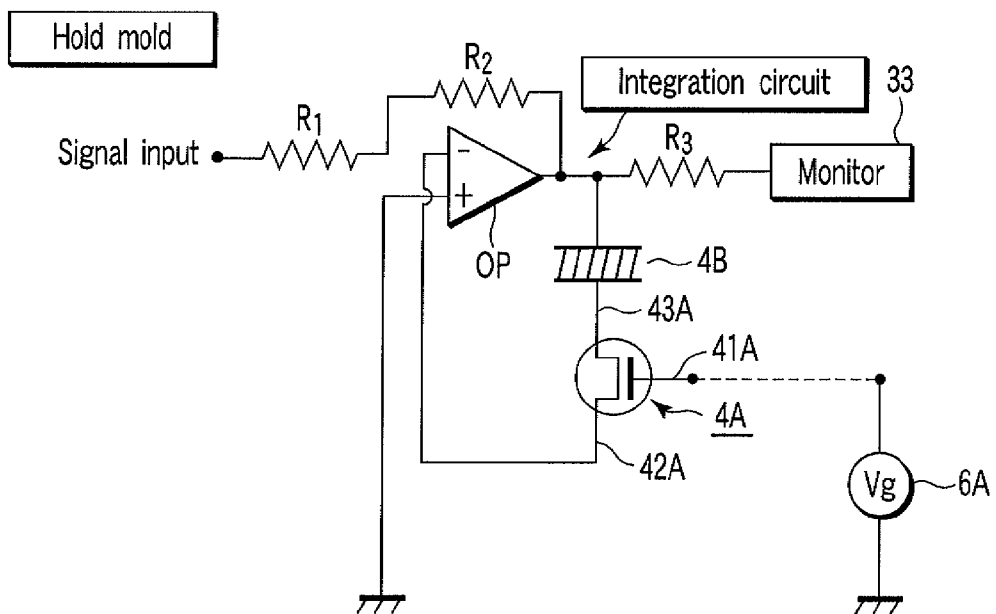 Hold mold
R2
Integration circuit
33
R1
R3
Signal input
Monitor
-
+
OP
4B
43A
41A
4A
42A
Vg
6A